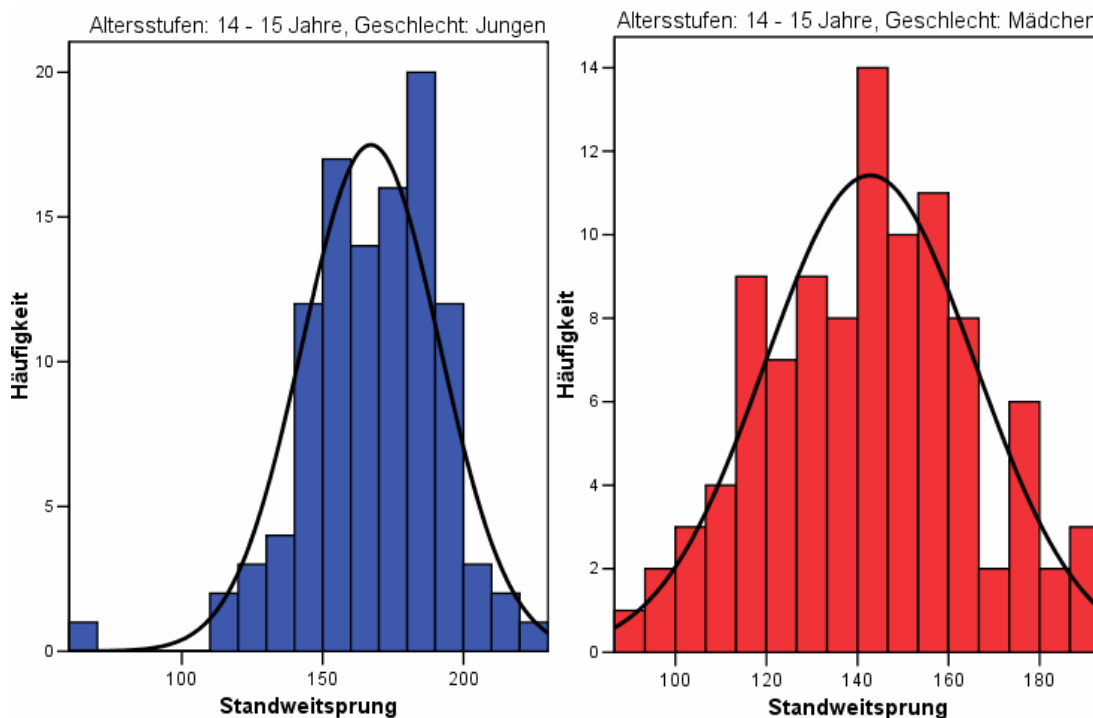 Altersstufen: 14 - 15 Jahre, Geschlecht: Jungen
20
15
10
5
0
Häufigkeit
100 150 200
Standweitsprung
Altersstufen: 14 - 15 Jahre, Geschlecht: Mädchen
14
12
10
8
6
4
2
0
Häufigkeit
100 120 140 160 180
Standweitsprung